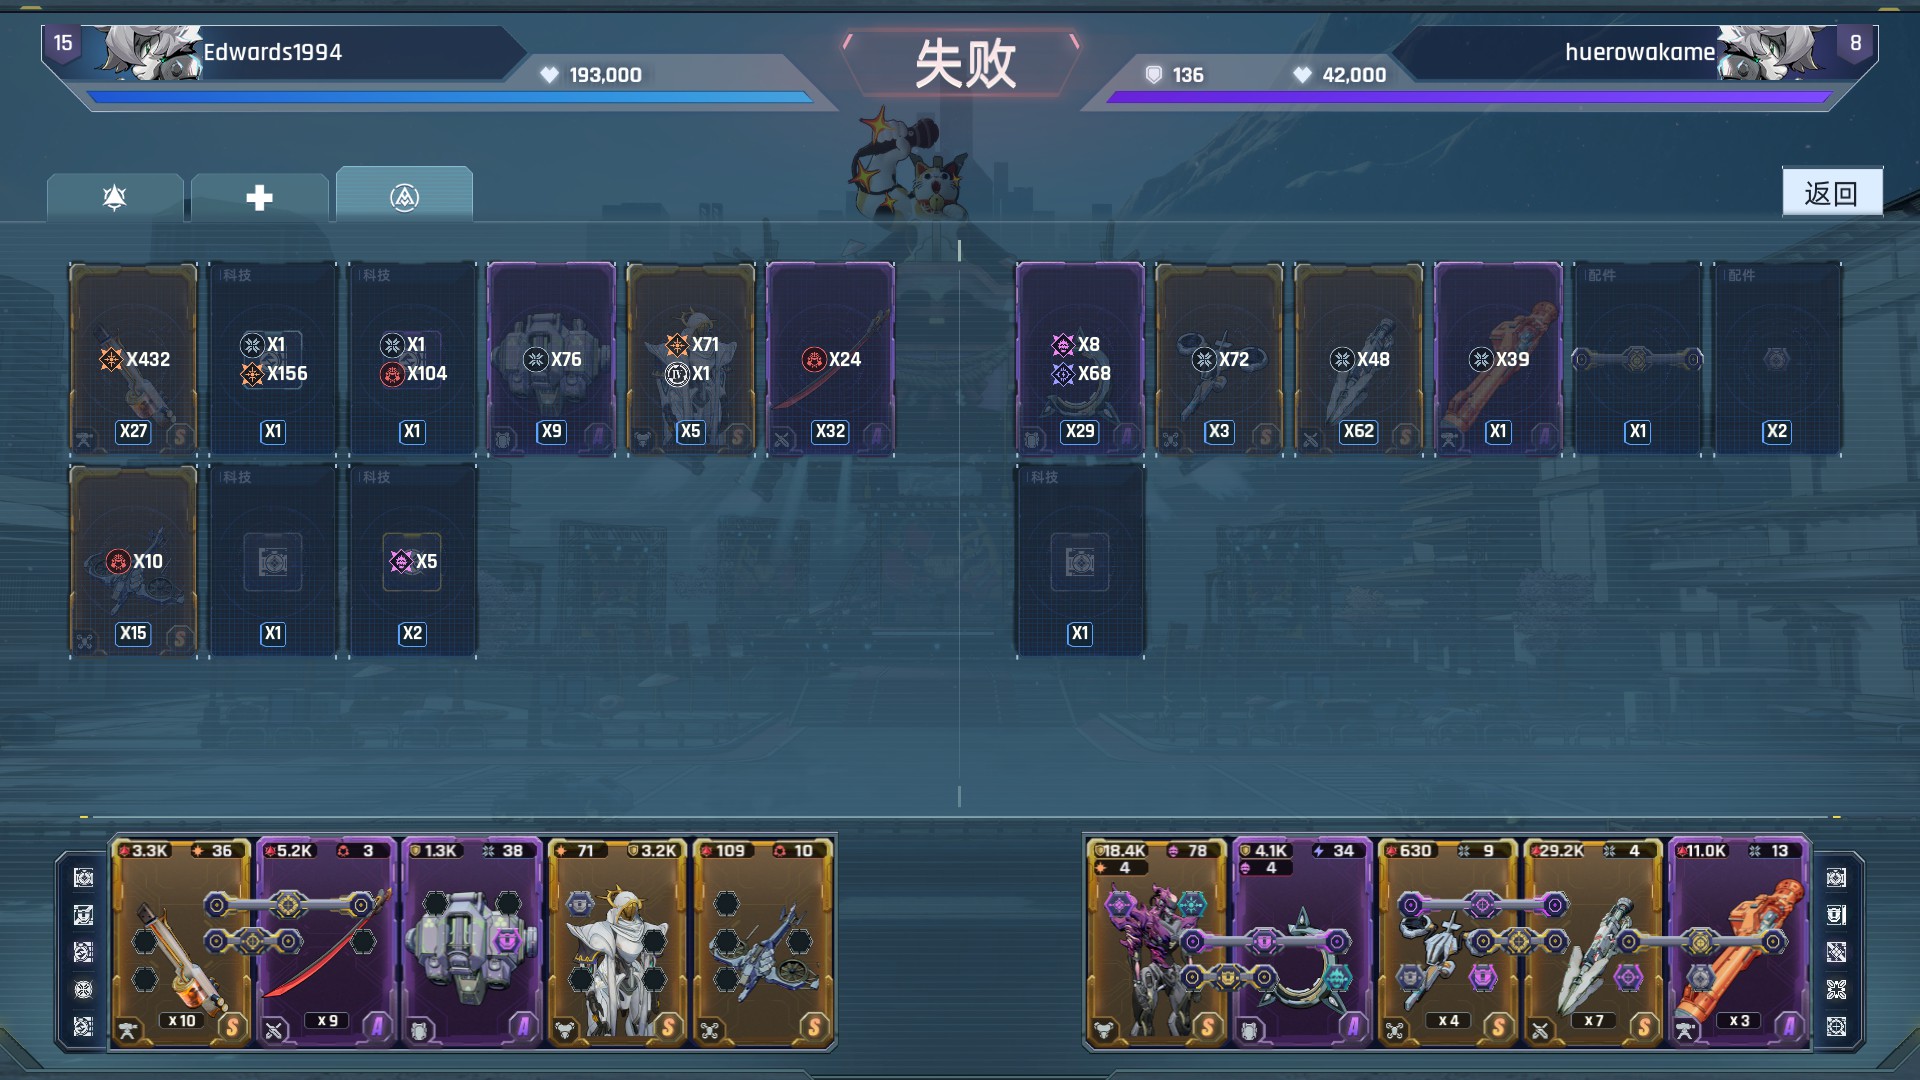 15
Edwards1994
193,000
失败
136
42,000
huerowakame
8
返回
X432
X27
科技
X1
X156
X1
科技
X1
X104
X1
X76
X9
A
X71
IV X1
X5
S
X24
X32
A
X8
X68
X29
A
X72
X3
S
X48
X62
S
X39
X1
A
配件
X1
配件
X2
X10
X15
S
科技
X1
科技
X5
X2
科技
X1
3.3K 36
x10 S
5.2K 3
x9 A
1.3K 38
A
71 3.2K
S
109 10
S
18.4K 78
4
S
4.1K 34
4
A
630 9
x4 S
29.2K 4
x7 S
11.0K 13
x3 A